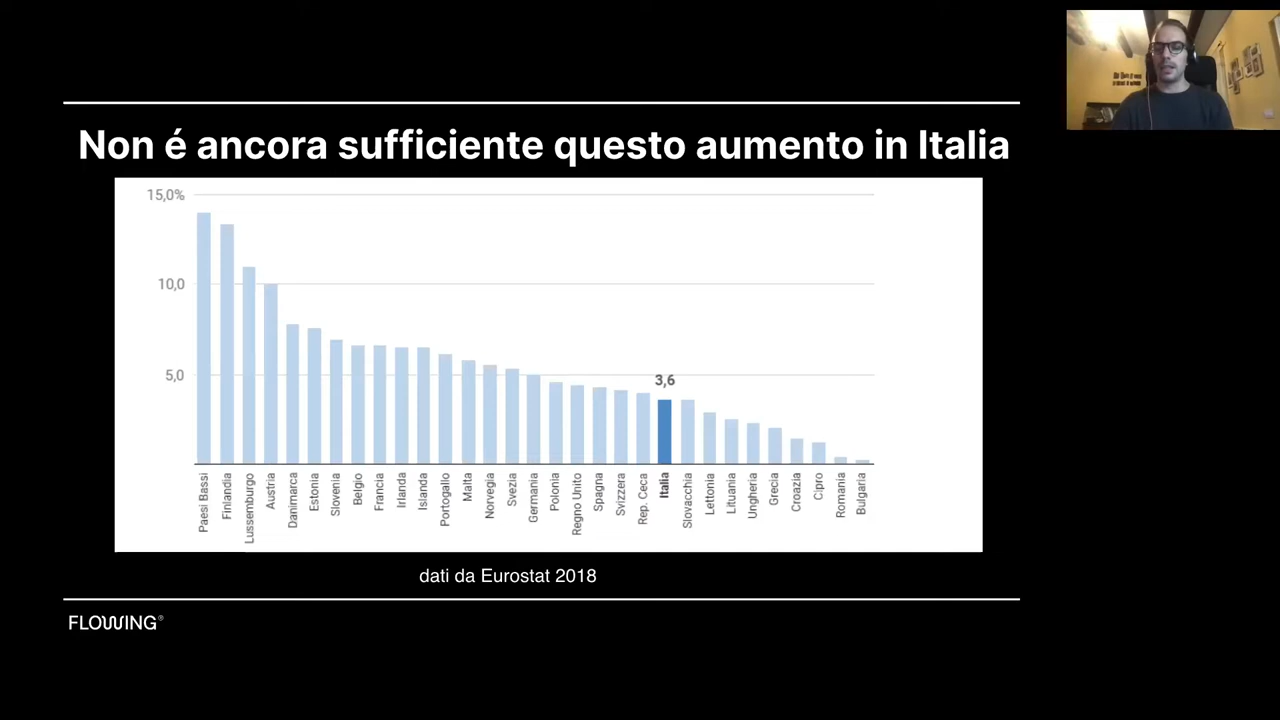 Non é ancora sufficiente questo aumento in Italia
15,0%
10,0
5,0
3,6
Paesi Bassi
Finlandia
Lussemburgo
Austria
Danimarca
Estonia
Slovenia
Belgio
Francia
Irlanda
Islanda
Portogallo
Malta
Norvegia
Svezia
Germania
Polonia
Regno Unito
Spagna
Svizzera
Rep. Ceca
Italia
Slovacchia
Lettonia
Lituania
Ungheria
Grecia
Croazia
Cipro
Romania
Bulgaria
dati da Eurostat 2018
FLOWING®